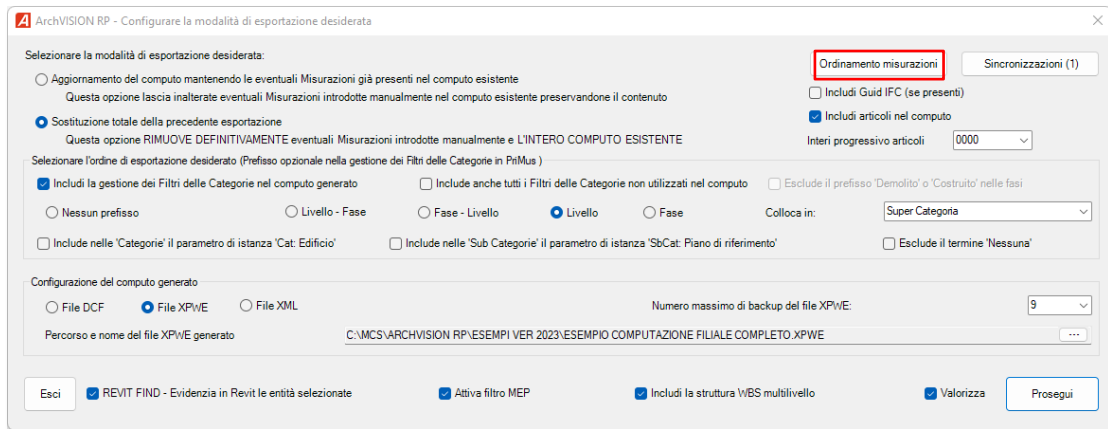 ArchVISION RP - Configurare la modalità di esportazione desiderata
Selezionare la modalità di esportazione desiderata:
Ordinamento misurazioni
Sincronizzazioni (1)
Aggiornamento del computo mantenendo le eventuali Misurazioni già presenti nel computo esistente
Questa opzione lascia inalterate eventuali Misurazioni introdotte manualmente nel computo esistente preservandone il contenuto
Includi Guid IFC (se presenti)
Sostituzione totale della precedente esportazione
Includi articoli nel computo
Questa opzione RIMUOVE DEFINITIVAMENTE eventuali Misurazioni introdotte manualmente e L'INTERO COMPUTO ESISTENTE
Interi progressivo articoli
0000
Selezionare l'ordine di esportazione desiderato (Prefisso opzionale nella gestione dei Filtri delle Categorie in PriMus )
Includi la gestione dei Filtri delle Categorie nel computo generato
Include anche tutti i Filtri delle Categorie non utilizzati nel computo
Esclude il prefisso 'Demolito' o 'Costruito' nelle fasi
Nessun prefisso
Livello - Fase
Fase - Livello
Livello
Fase
Colloca in:
Super Categoria
Include nelle 'Categorie' il parametro di istanza 'Cat: Edificio'
Include nelle 'Sub Categorie' il parametro di istanza 'SbCat: Piano di riferimento'
Esclude il termine 'Nessuna'
Configurazione del computo generato
File DCF
File XPWE
File XML
Numero massimo di backup del file XPWE:
9
Percorso e nome del file XPWE generato
C:\MCS\ARCHVISION RP\ESEMPI VER 2023\ESEMPIO COMPUTAZIONE FILIALE COMPLETO.XPWE
...
Esci
REVIT FIND - Evidenzia in Revit le entità selezionate
Attiva filtro MEP
Includi la struttura WBS multilivello
Valorizza
Prosegui